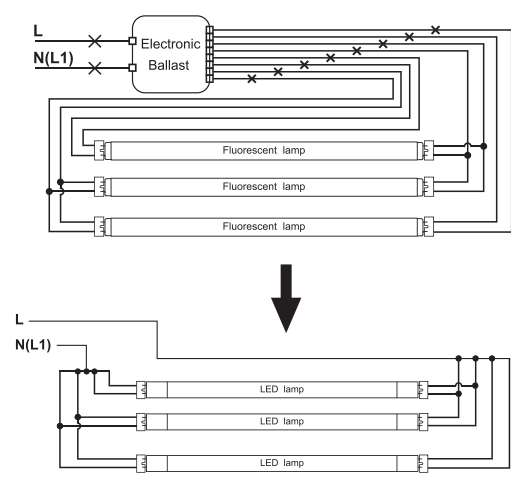 L
N(L1)
Electronic
Ballast
Fluorescent lamp
Fluorescent lamp
Fluorescent lamp
L
N(L1)
LED lamp
LED lamp
LED lamp